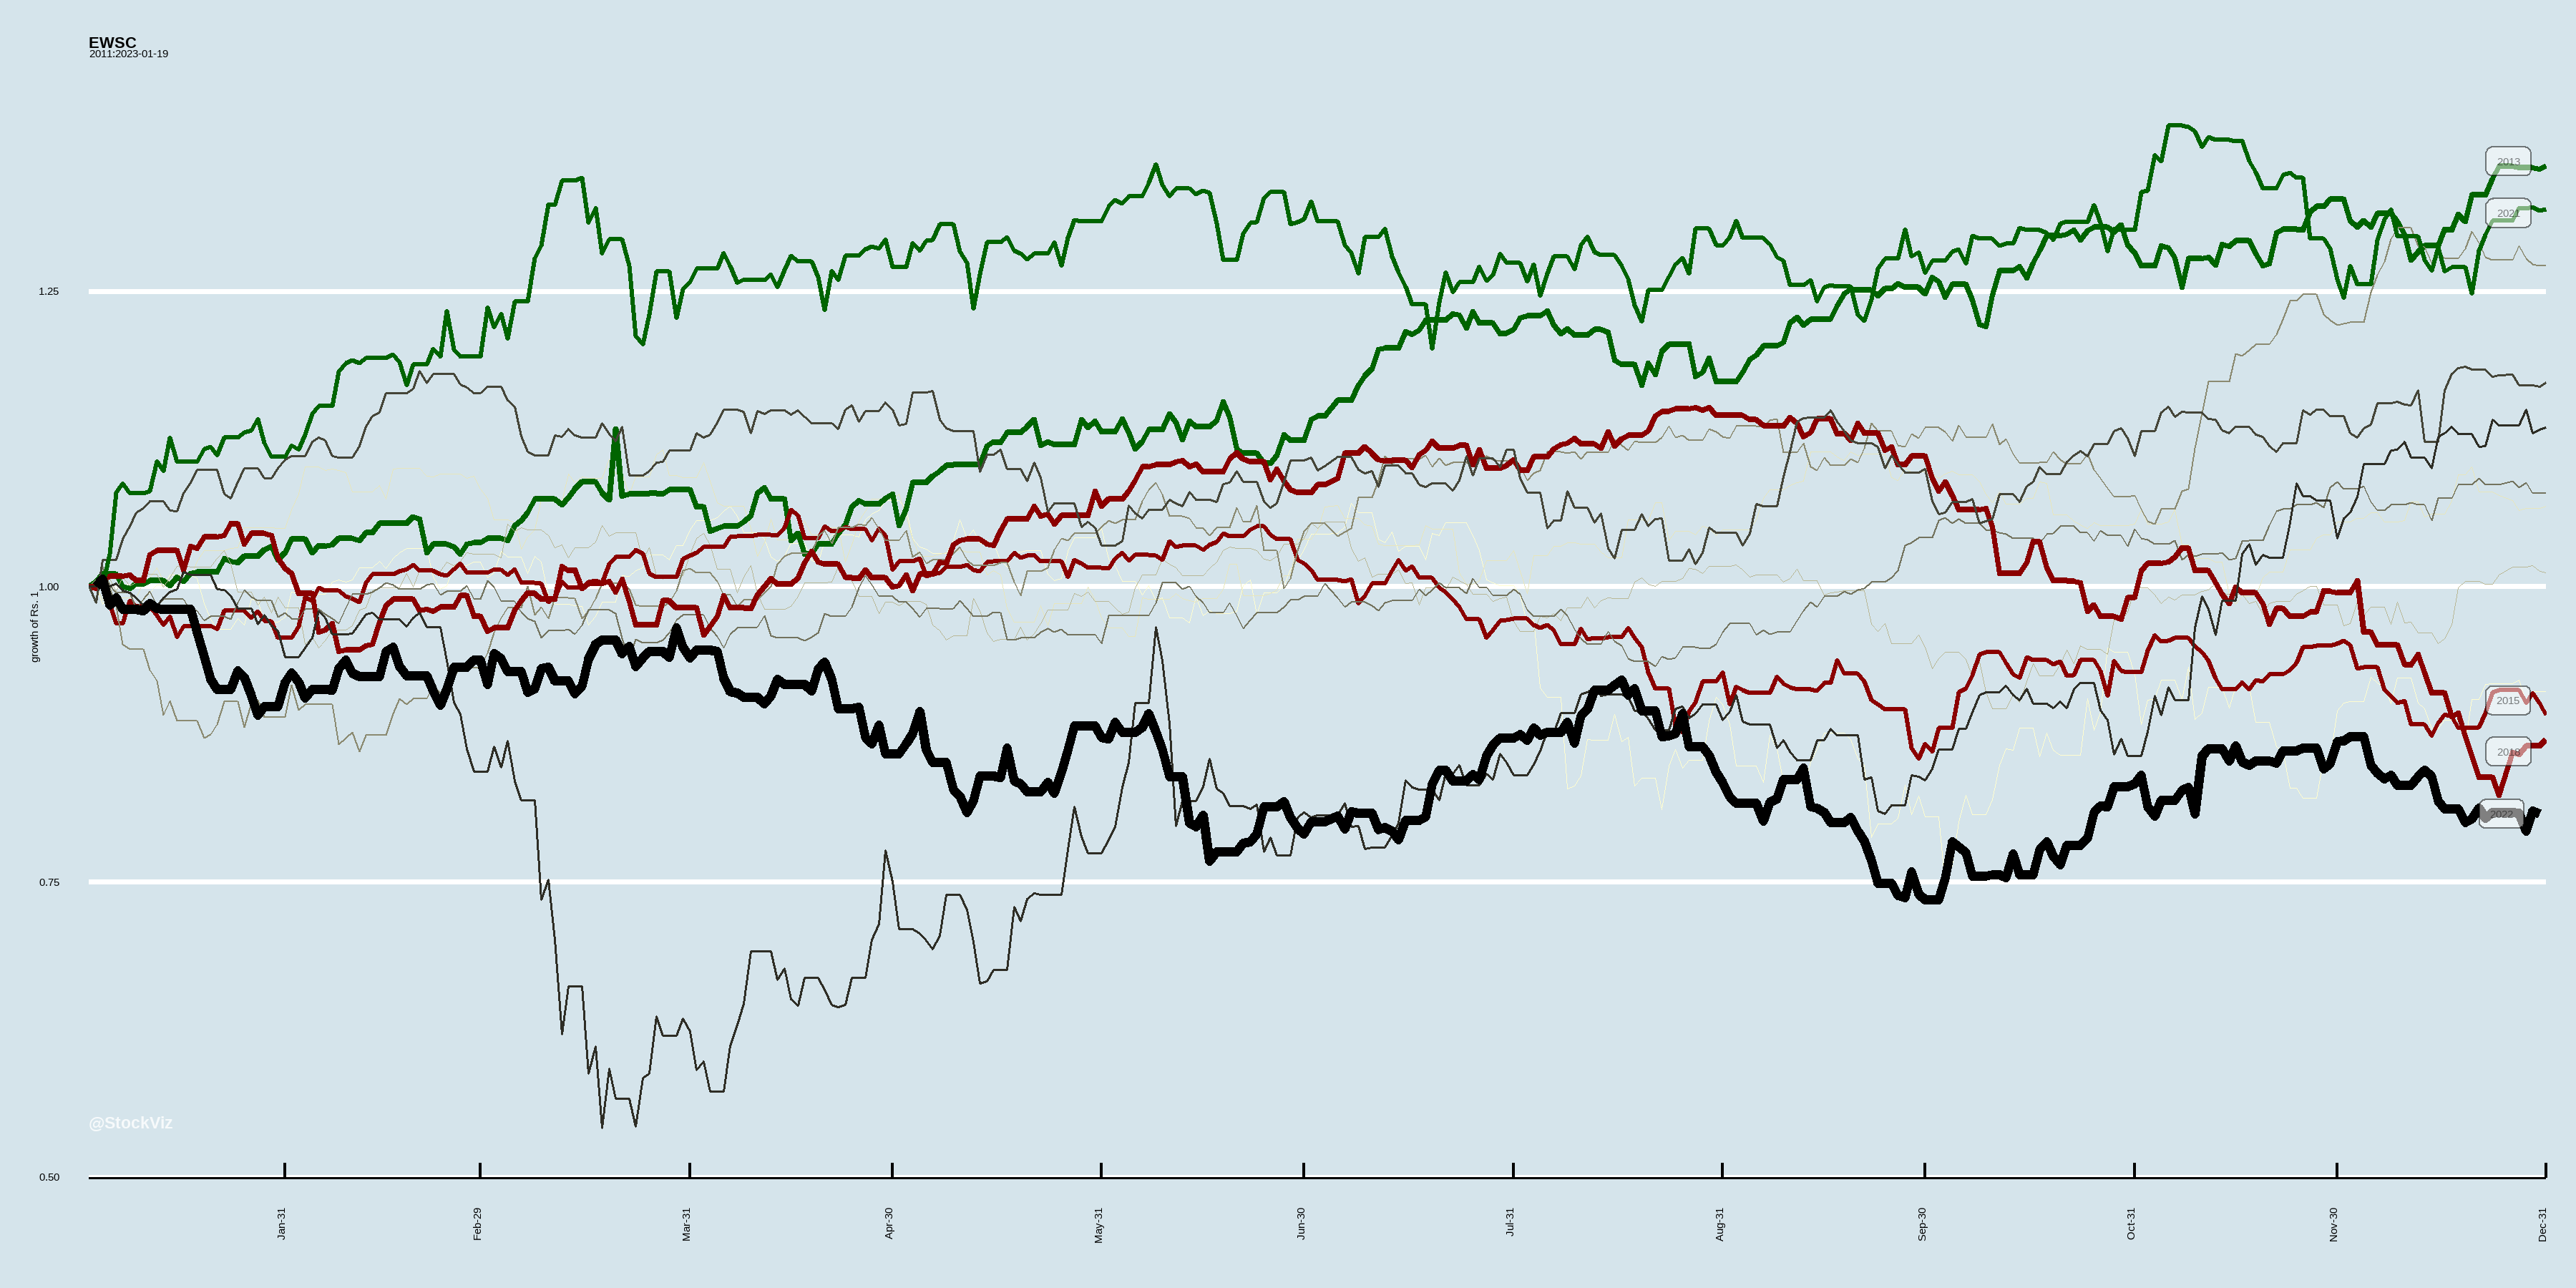 EWSC
2011:2023-01-19
2013
2021
1.25
1.00
growth of Rs. 1
2015
2018
2022
0.75
@StockViz
0.50
Jan-31
Feb-29
Mar-31
Apr-30
May-31
Jun-30
Jul-31
Aug-31
Sep-30
Oct-31
Nov-30
Dec-31